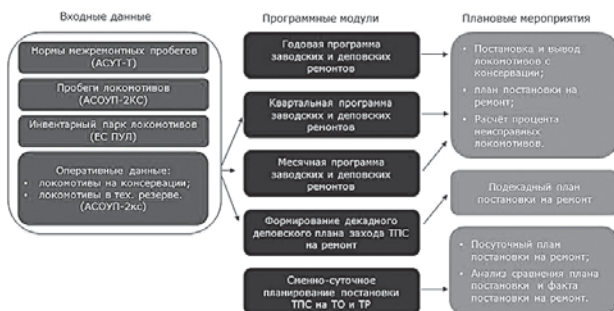 Входные данные
Нормы межремонтных пробегов
(АСУТ-Т)
Пробеги локомотивов
(АСОУП-2КС)
Инвентарный парк локомотивов
(ЕС ПУЛ)
Оперативные данные:
• локомотивы на консервации;
• локомотивы в тех. резерве.
(АСОУП-2кс)
Программные модули
Годовая программа
заводских и деповских
ремонтов
Квартальная программа
заводских и деповских
ремонтов
Месячная программа
заводских и деповских
ремонтов
Формирование декадного
деповского плана захода ТПС
на ремонт
Сменно-суточное
планирование постановки
ТПС на ТО и ТР
Плановые мероприятия
• Постановка и вывод
локомотивов с
консервации;
• план постановки на
ремонт;
• Расчёт процента
неисправных
локомотивов.
Подекадный план
постановки на ремонт
• Посуточный план
постановки на ремонт;
• Анализ сравнения плана
постановки и факта
постановки на ремонт.